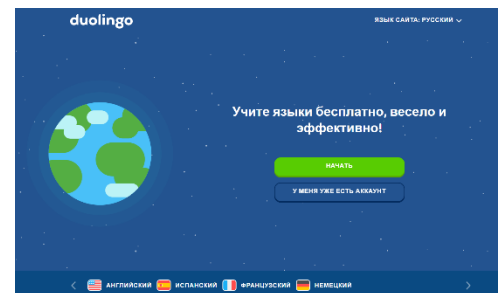 duolingo
ЯЗЫК САЙТА: РУССКИЙ
Учите языки бесплатно, весело и
эффективно!
НАЧАТЬ
У МЕНЯ УЖЕ ЕСТЬ АККАУНТ
АНГЛИЙСКИЙ ИСПАНСКИЙ ФРАНЦУЗСКИЙ НЕМЕЦКИЙ